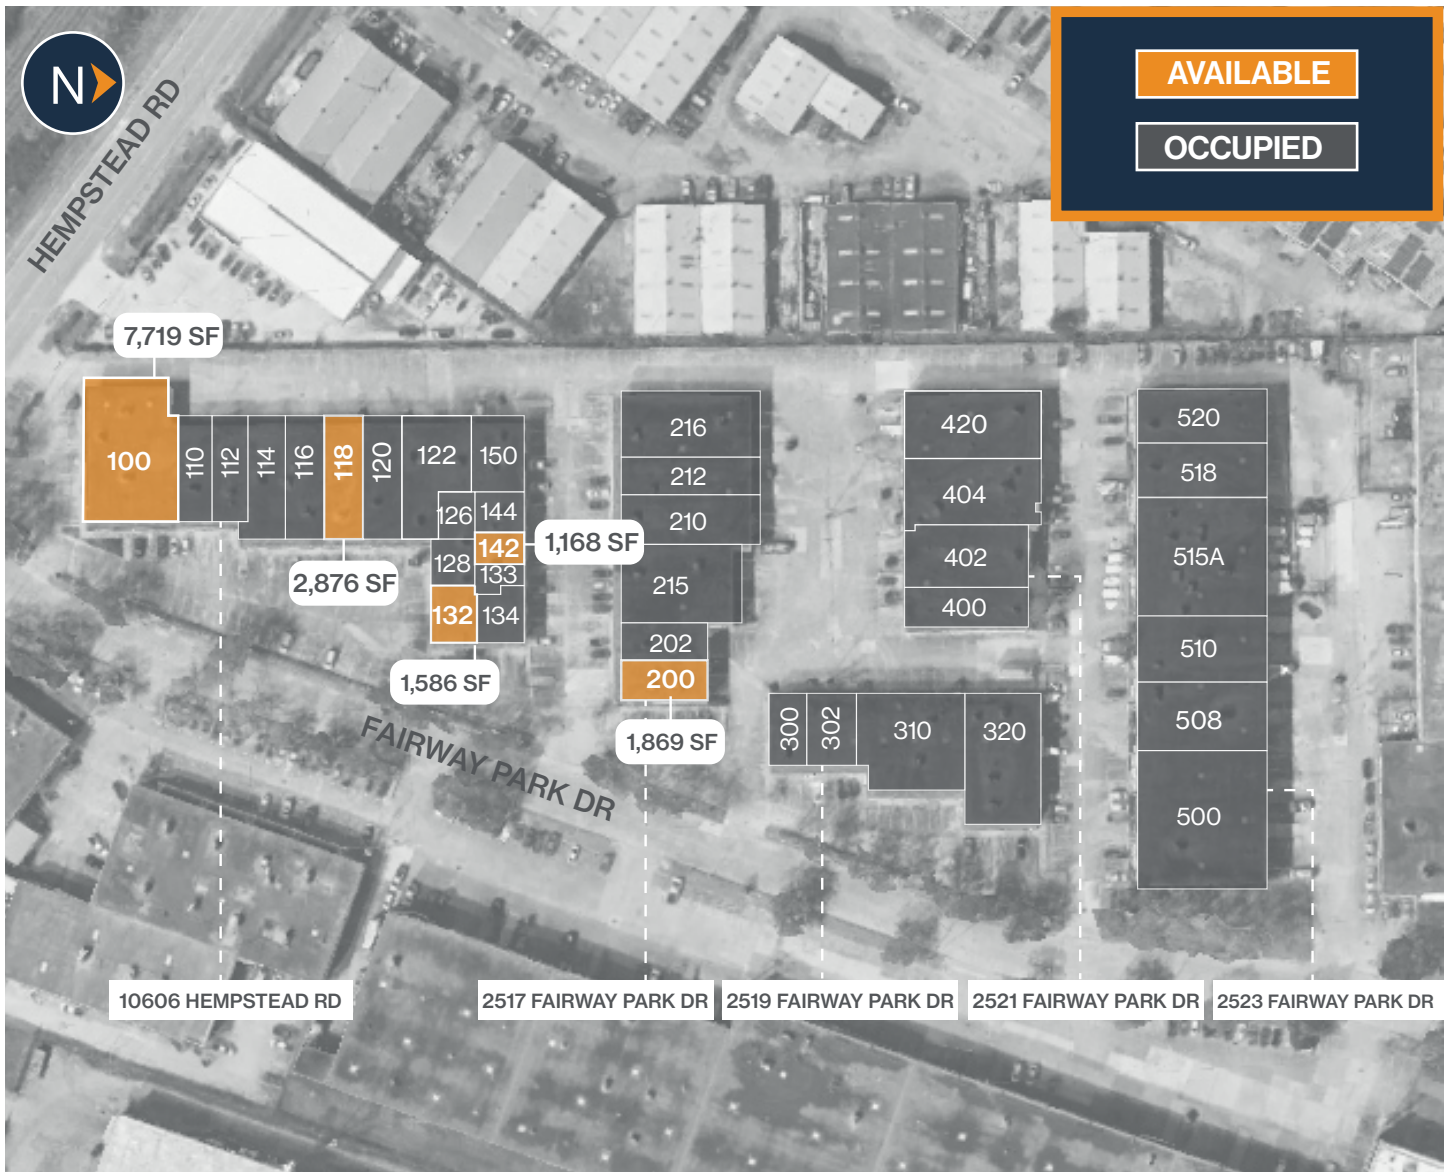 N
HEMPSTEAD RD
AVAILABLE
OCCUPIED
7,719 SF
100
110
112
114
116
118
120
122
150
126
144
142
1,168 SF
128
133
132
134
2,876 SF
1,586 SF
216
212
210
215
202
200
1,869 SF
420
404
402
400
300
302
310
320
520
518
515A
510
508
500
FAIRWAY PARK DR
10606 HEMPSTEAD RD
2517 FAIRWAY PARK DR
2519 FAIRWAY PARK DR
2521 FAIRWAY PARK DR
2523 FAIRWAY PARK DR